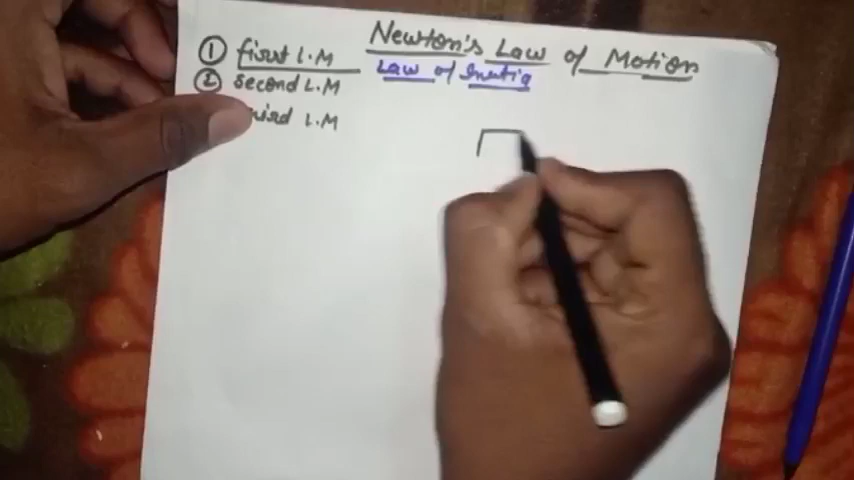 Newton's Law of Motion
① first L.M
Law of Inertia
② second L.M
L.M